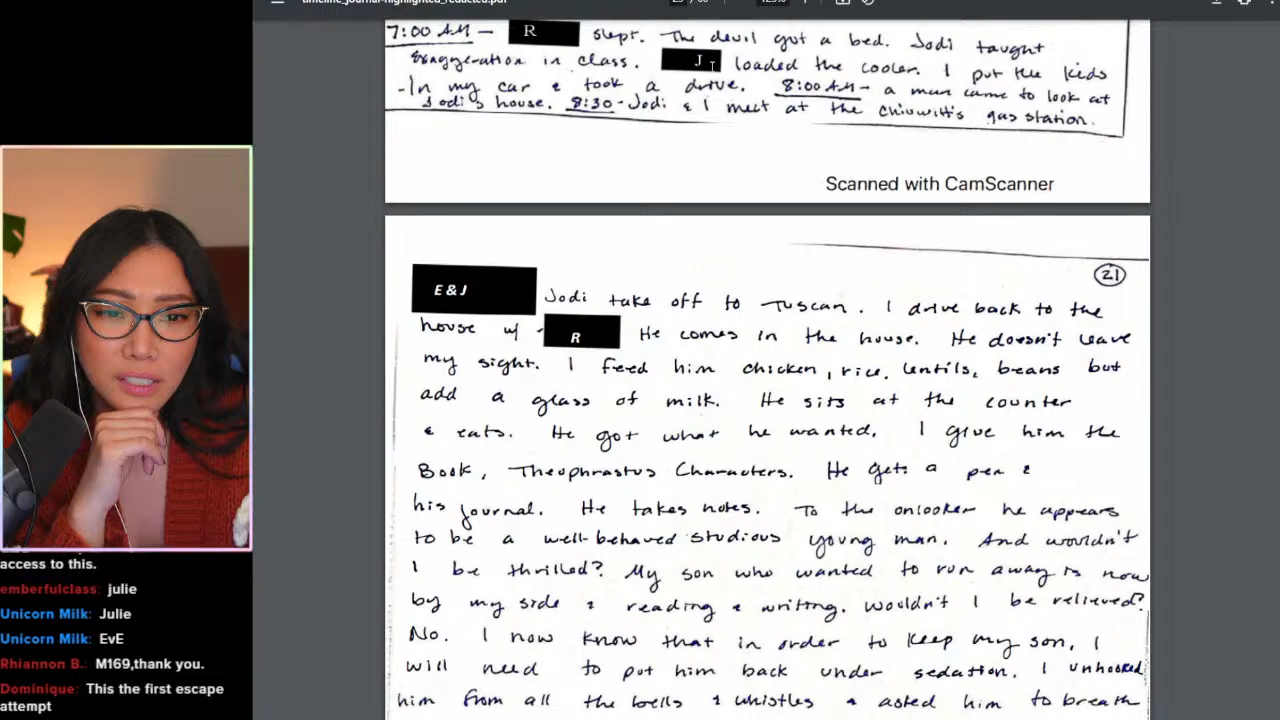 timeline_journal-highlighted_redacted.pdf
7:00 AM - R slept. The devil got a bed. Jodi taught
exaggeration in class. J loaded the cooler. I put the kids
-In my car & took a drive. 8:00 AM - a man came to look at
Jodi's house. 8:30 - Jodi & I meet at the gas station.
Scanned with CamScanner
21
E & J Jodi take off to Tuscan. I drive back to the
house w/ - R He comes in the house. He doesn't leave
my sight. I feed him chicken, rice, lentils, beans but
add a glass of milk. He sits at the counter
& eats. He got what he wanted. I give him the
Book, Theophrastus Characters. He gets a pen &
his journal. He takes notes. To the onlooker he appears
to be a well-behaved studious young man. And wouldn't
I be thrilled? My son who wanted to run away is now
by my side & reading & writing. Wouldn't I be relieved?
No. I now know that in order to keep my son, I
will need to put him back under sedation. I unhooked
him from all the bells & whistles & asked him to breath
access to this.
emberfulclass: julie
Unicorn Milk: Julie
Unicorn Milk: EvE
Rhiannon B.: M169,thank you.
Dominique: This the first escape
attempt